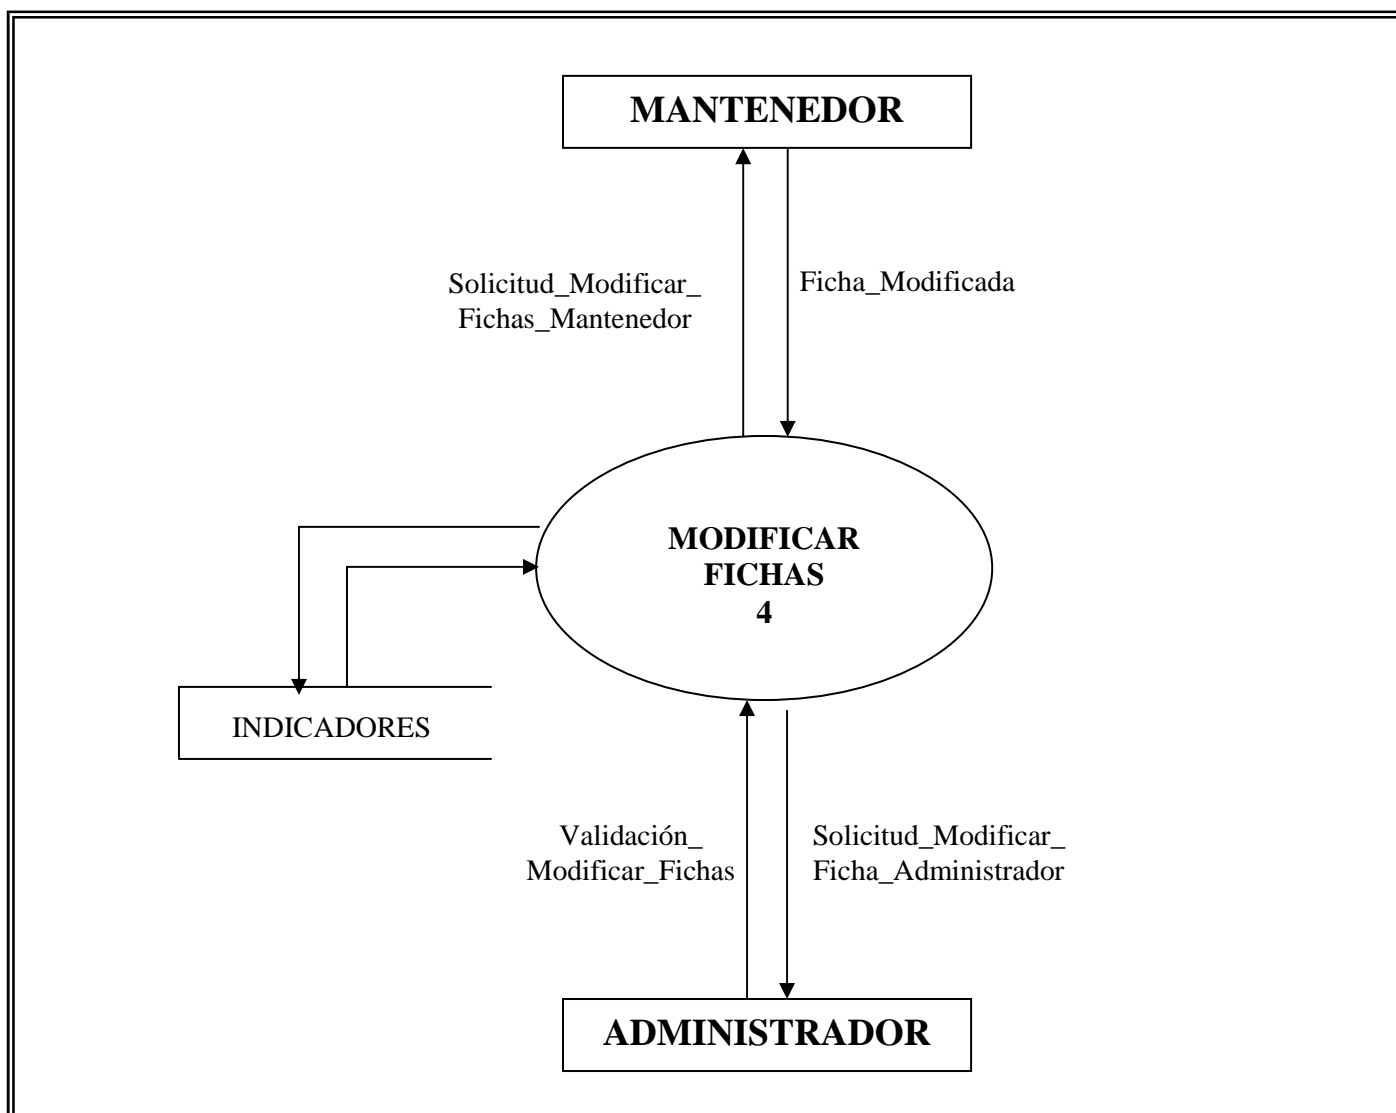 MANTENEDOR
Solicitud_Modificar_
Fichas_Mantenedor
Ficha_Modificada
MODIFICAR
FICHAS
4
INDICADORES
Validación_
Modificar_Fichas
Solicitud_Modificar_
Ficha_Administrador
ADMINISTRADOR